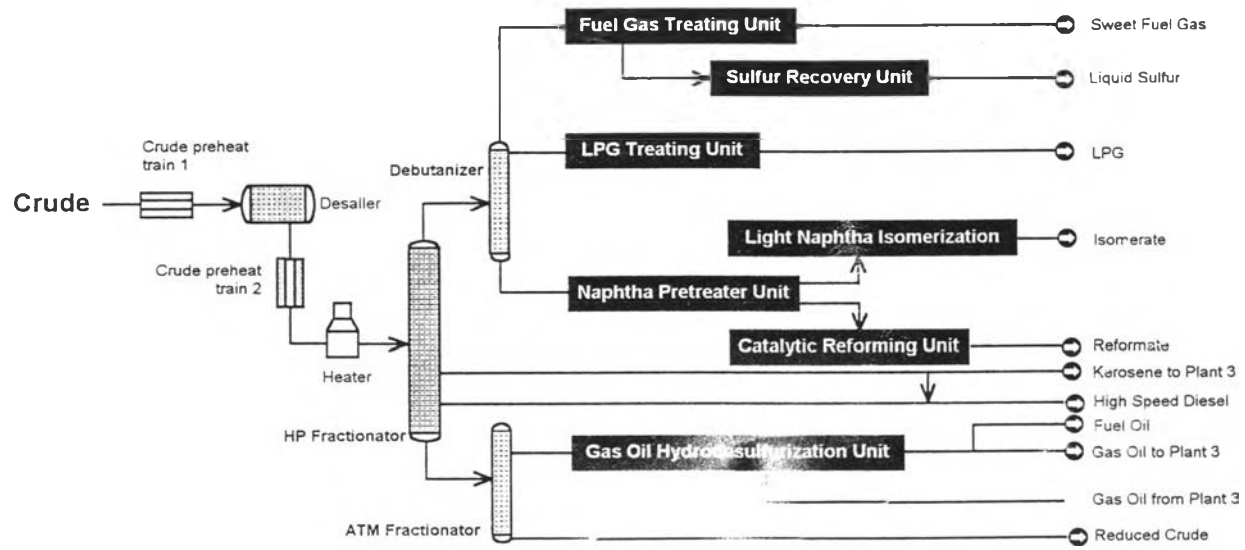 Fuel Gas Treating Unit
Sweet Fuel Gas
Sulfur Recovery Unit
Liquid Sulfur
Crude preheat
train 1
LPG Treating Unit
LPG
Debutanizer
Crude
Desaller
Light Naphtha Isomerization
Isomerate
Crude preheat
train 2
Naphtha Pretreater Unit
Catalytic Reforming Unit
Reformate
Heater
Kerosene to Plant 3
High Speed Diesel
HP Fractionator
Fuel Oil
Gas Oil Hydrodesulfurization Unit
Gas Oil to Plant 3
Gas Oil from Plant 3
ATM Fractionator
Reduced Crude